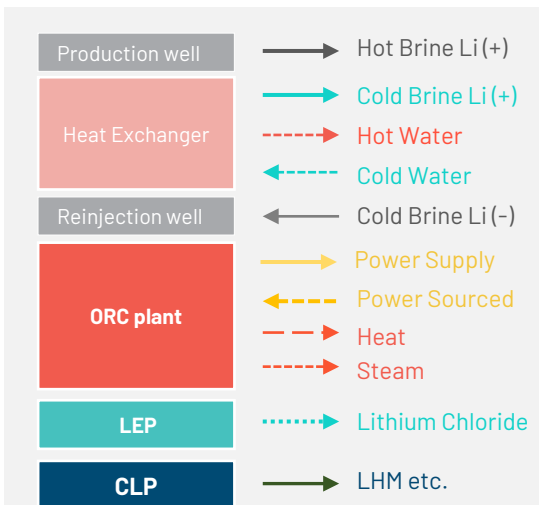 Production well
Hot Brine Li (+)
Cold Brine Li (+)
Heat Exchanger
Hot Water
Cold Water
Reinjection well
Cold Brine Li (-)
Power Supply
Power Sourced
ORC plant
Heat
Steam
LEP
Lithium Chloride
CLP
LHM etc.